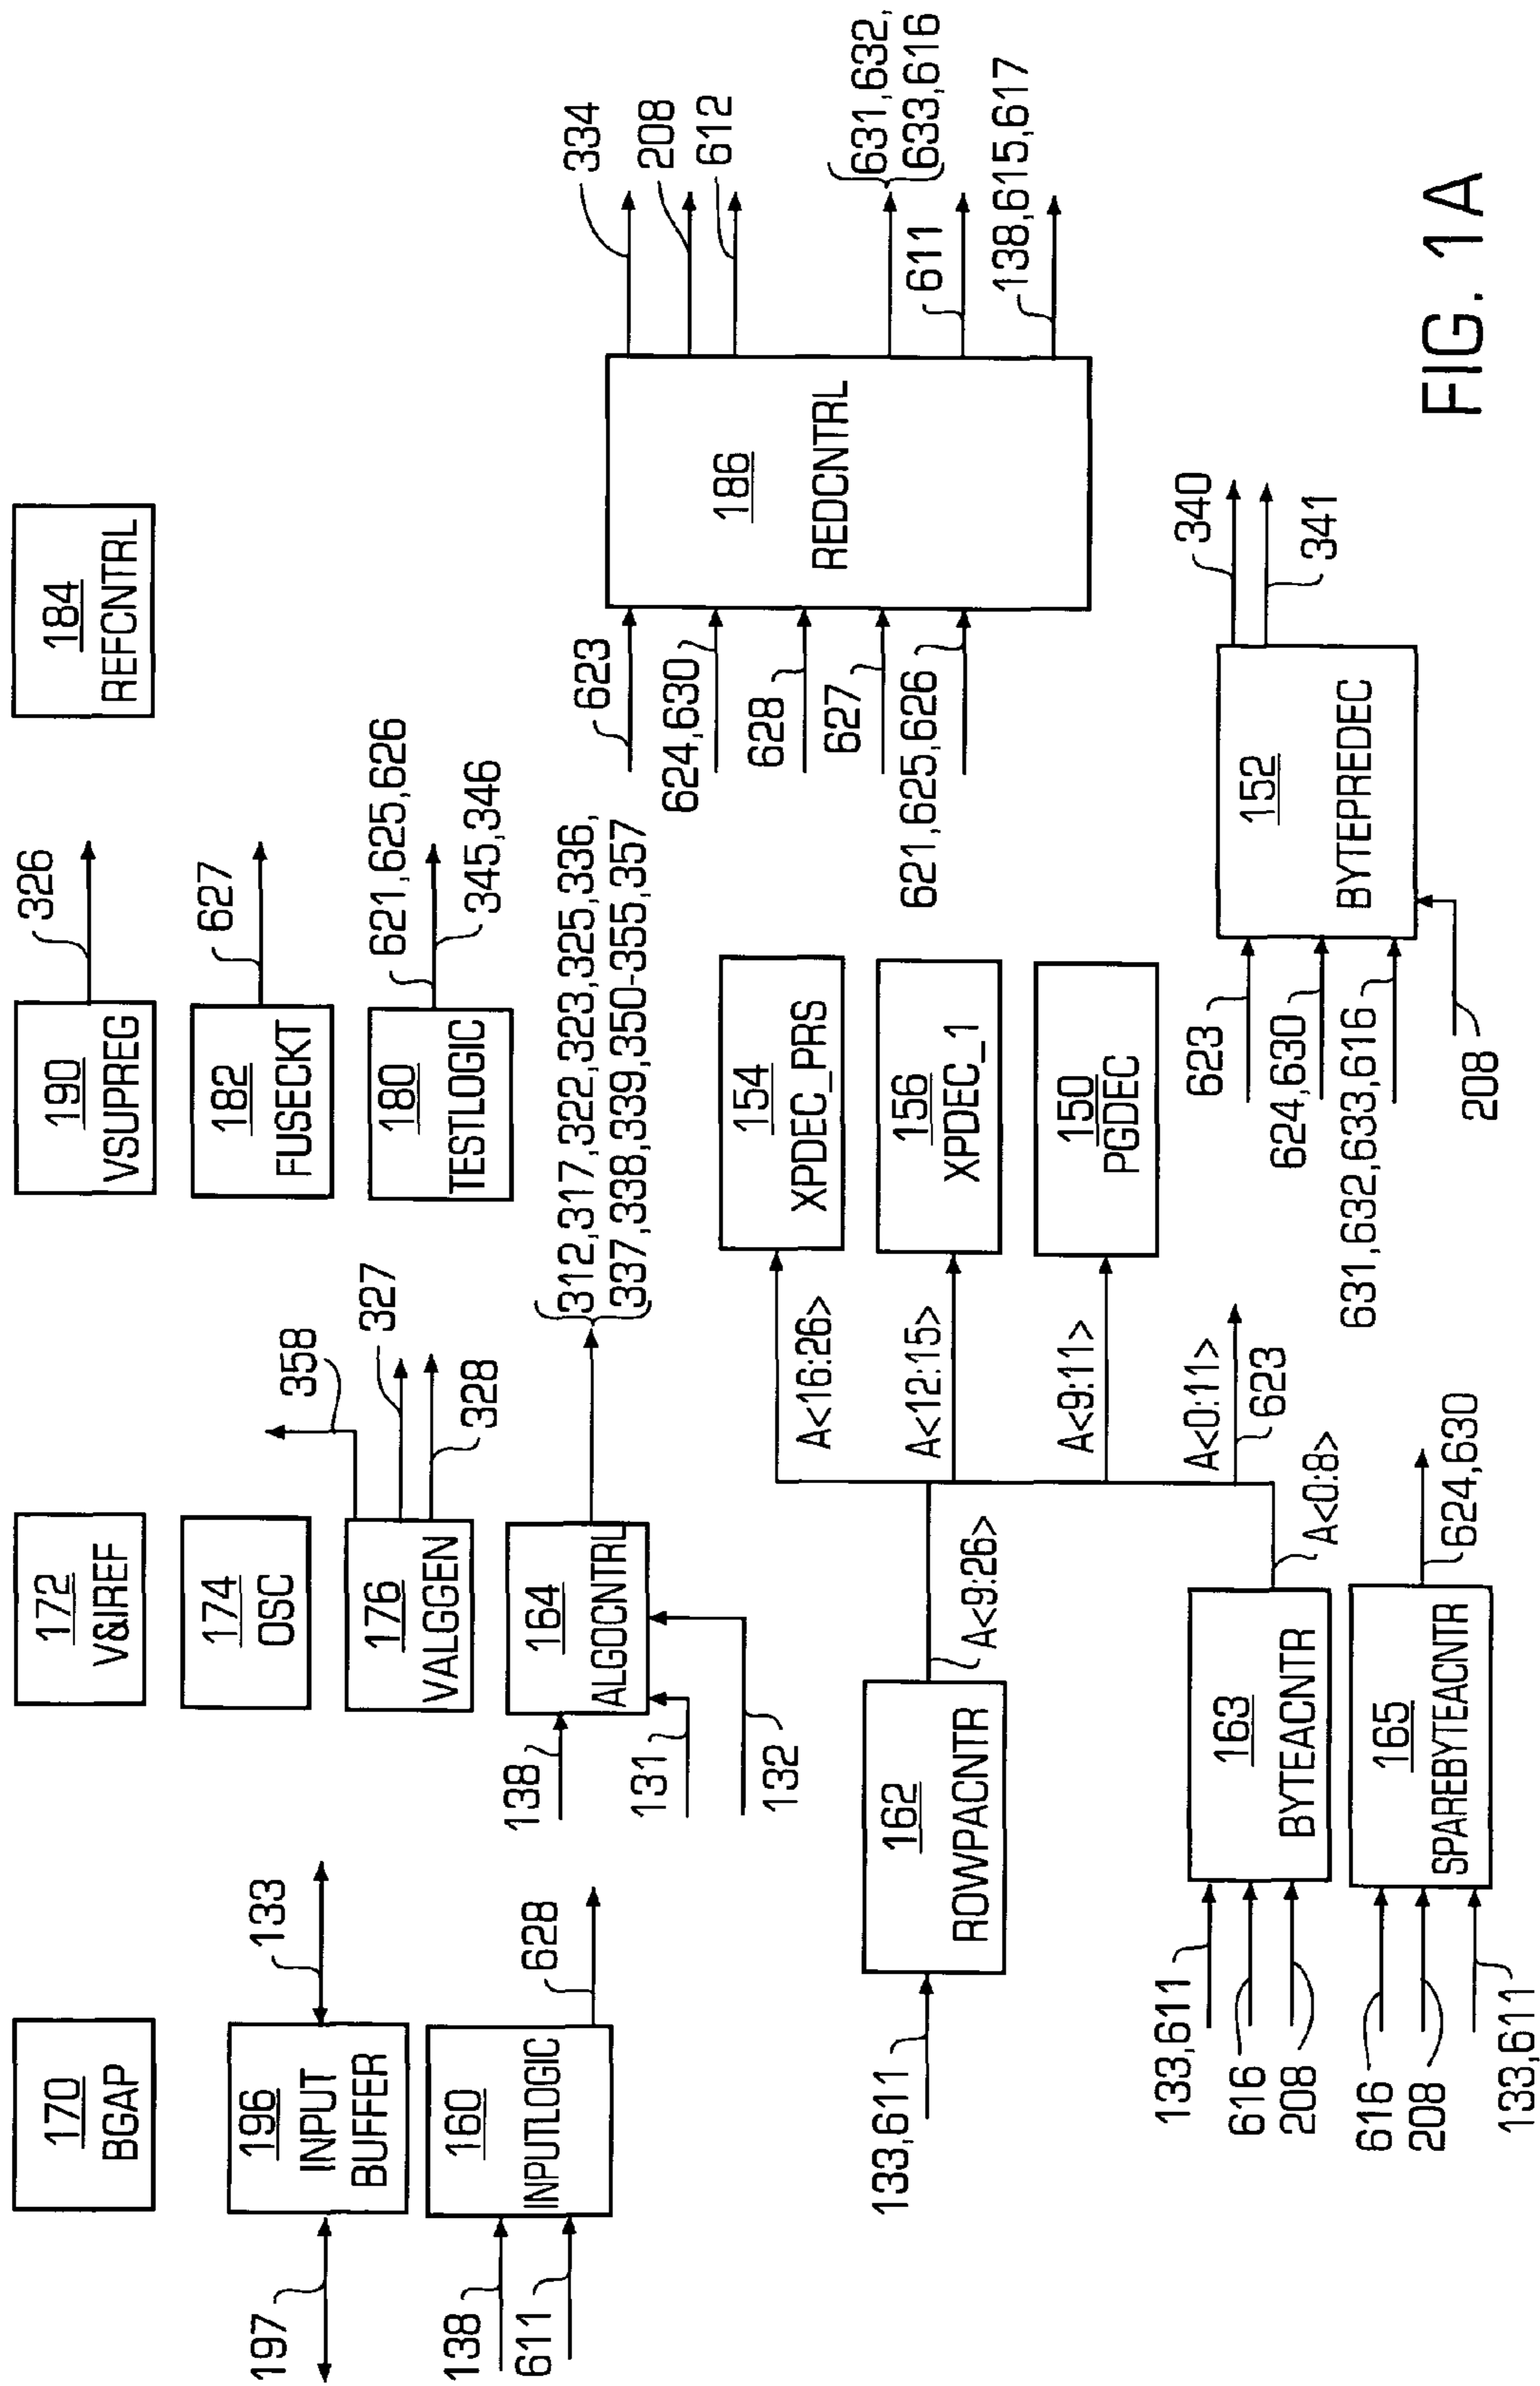 170
BGAP
172
V&IREF
190
VSUPREG
326
184
REFCNTRL
197
196
INPUT
BUFFER
133
174
OSC
182
FUSECKT
627
138
611
160
INPUTLOGIC
628
176
VALGGEN
358
327
328
180
TESTLOGIC
621,625,626
345,346
138
131
132
164
ALGOCNTRL
312,317,322,323,325,336,
337,338,339,350-355,357
623
624,630
628
627
621,625,626
186
REDCNTRL
334
208
612
631,632,
633,616
611
138,615,617
133,611
162
ROWPACNTR
A<9:26>
A<16:26>
A<12:15>
A<9:11>
A<0:11>
623
A<0:8>
154
XPDEC_PRS
156
XPDEC_1
150
PGDEC
133,611
616
208
163
BYTEACNTR
616
208
133,611
165
SPAREBYTEACNTR
624,630
623
624,630
631,632,633,616
208
152
BYTEPREDEC
340
341
FIG. 1A